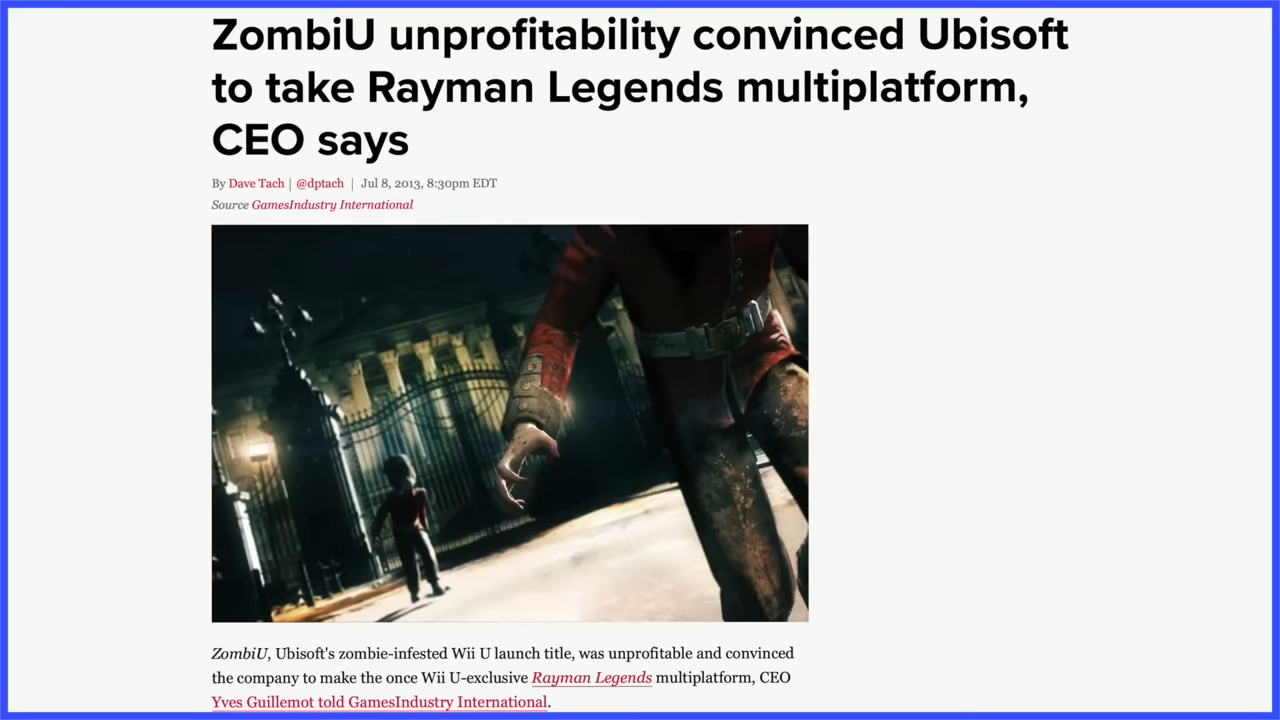 ZombiU unprofitability convinced Ubisoft
to take Rayman Legends multiplatform,
CEO says
By Dave Tach | @dptach | Jul 8, 2013, 8:30pm EDT
Source GamesIndustry International
ZombiU, Ubisoft's zombie-infested Wii U launch title, was unprofitable and convinced
the company to make the once Wii U-exclusive Rayman Legends multiplatform, CEO
Yves Guillemot told GamesIndustry International.